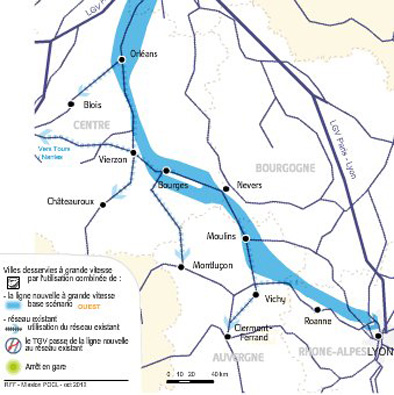 LGV
Orléans
Blois
CENTRE
Vers Tours
/ Nantes
Vierzon
Bourges
Châteauroux
BOURGOGNE
LGV Paris - Lyon
Nevers
Moulins
Montluçon
Vichy
Roanne
Clermont-
Ferrand
AUVERGNE
RHONE-ALPES
LYON
Villes desservies à grande vitesse
par l'utilisation combinée de :
- la ligne nouvelle à grande vitesse
base scénario OUEST
- réseau existant
utilisation du réseau existant
le TGV passe de la ligne nouvelle
au réseau existant
Arrêt en gare
- Mission POCL - oct 2010
0 10 20 40 km